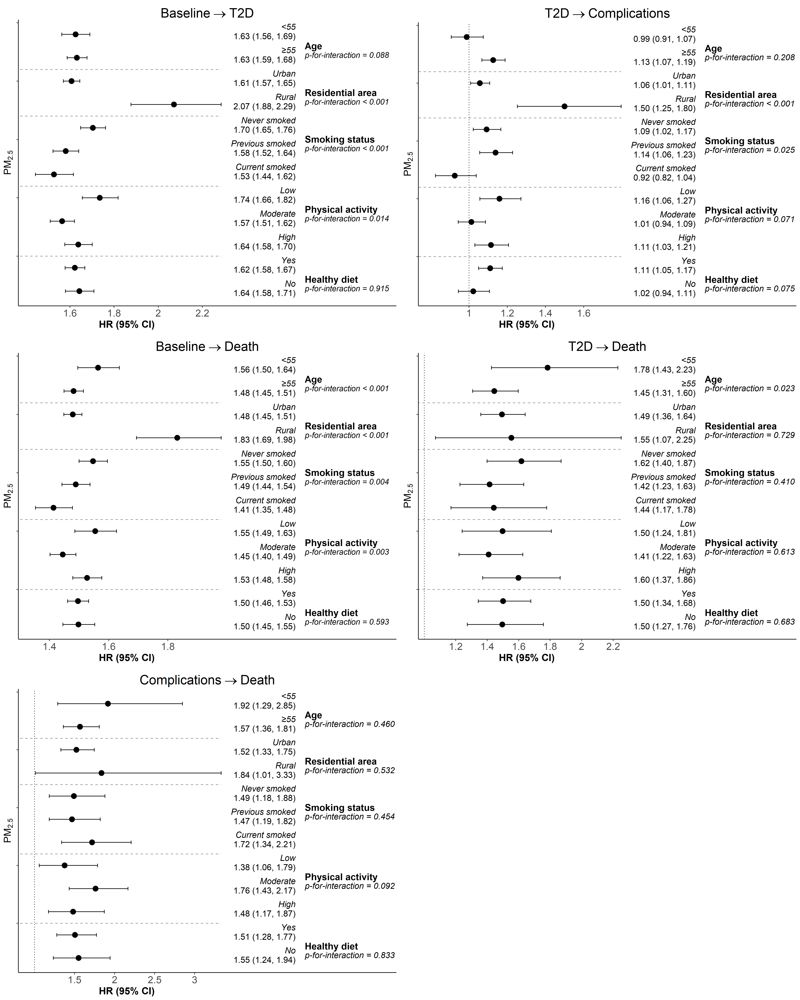 Baseline → T2D
<55
1.63 (1.56, 1.69)
Age
p-for-interaction = 0.088
≥55
1.63 (1.59, 1.68)
Urban
1.61 (1.57, 1.65)
Residential area
p-for-interaction < 0.001
Rural
2.07 (1.88, 2.29)
Never smoked
1.70 (1.65, 1.76)
Smoking status
p-for-interaction < 0.001
Previous smoked
1.58 (1.52, 1.64)
Current smoked
1.53 (1.44, 1.62)
Low
1.74 (1.66, 1.82)
Physical activity
p-for-interaction = 0.014
Moderate
1.57 (1.51, 1.62)
High
1.64 (1.58, 1.70)
Yes
1.62 (1.58, 1.67)
Healthy diet
p-for-interaction = 0.915
No
1.64 (1.58, 1.71)
PM2.5
1.6 1.8 2 2.2
HR (95% CI)
T2D → Complications
<55
0.99 (0.91, 1.07)
Age
p-for-interaction = 0.208
≥55
1.13 (1.07, 1.19)
Urban
1.06 (1.01, 1.11)
Residential area
p-for-interaction < 0.001
Rural
1.50 (1.25, 1.80)
Never smoked
1.09 (1.02, 1.17)
Smoking status
p-for-interaction = 0.025
Previous smoked
1.14 (1.06, 1.23)
Current smoked
0.92 (0.82, 1.04)
Low
1.16 (1.06, 1.27)
Physical activity
p-for-interaction = 0.071
Moderate
1.01 (0.94, 1.09)
High
1.11 (1.03, 1.21)
Yes
1.11 (1.05, 1.17)
Healthy diet
p-for-interaction = 0.075
No
1.02 (0.94, 1.11)
PM2.5
1 1.2 1.4 1.6
HR (95% CI)
Baseline → Death
<55
1.56 (1.50, 1.64)
Age
p-for-interaction < 0.001
≥55
1.48 (1.45, 1.51)
Urban
1.48 (1.45, 1.51)
Residential area
p-for-interaction < 0.001
Rural
1.83 (1.69, 1.98)
Never smoked
1.55 (1.50, 1.60)
Smoking status
p-for-interaction = 0.004
Previous smoked
1.49 (1.44, 1.54)
Current smoked
1.41 (1.35, 1.48)
Low
1.55 (1.49, 1.63)
Physical activity
p-for-interaction = 0.003
Moderate
1.45 (1.40, 1.49)
High
1.53 (1.48, 1.58)
Yes
1.50 (1.46, 1.53)
Healthy diet
p-for-interaction = 0.593
No
1.50 (1.45, 1.55)
PM2.5
1.4 1.6 1.8
HR (95% CI)
T2D → Death
<55
1.78 (1.43, 2.23)
Age
p-for-interaction = 0.023
≥55
1.45 (1.31, 1.60)
Urban
1.49 (1.36, 1.64)
Residential area
p-for-interaction = 0.729
Rural
1.55 (1.07, 2.25)
Never smoked
1.62 (1.40, 1.87)
Smoking status
p-for-interaction = 0.410
Previous smoked
1.42 (1.23, 1.63)
Current smoked
1.44 (1.17, 1.78)
Low
1.50 (1.24, 1.81)
Physical activity
p-for-interaction = 0.613
Moderate
1.41 (1.22, 1.63)
High
1.60 (1.37, 1.86)
Yes
1.50 (1.34, 1.68)
Healthy diet
p-for-interaction = 0.683
No
1.50 (1.27, 1.76)
PM2.5
1.2 1.4 1.6 1.8 2 2.2
HR (95% CI)
Complications → Death
<55
1.92 (1.29, 2.85)
Age
p-for-interaction = 0.460
≥55
1.57 (1.36, 1.81)
Urban
1.52 (1.33, 1.75)
Residential area
p-for-interaction = 0.532
Rural
1.84 (1.01, 3.33)
Never smoked
1.49 (1.18, 1.88)
Smoking status
p-for-interaction = 0.454
Previous smoked
1.47 (1.19, 1.82)
Current smoked
1.72 (1.34, 2.21)
Low
1.38 (1.06, 1.79)
Physical activity
p-for-interaction = 0.092
Moderate
1.76 (1.43, 2.17)
High
1.48 (1.17, 1.87)
Yes
1.51 (1.28, 1.77)
Healthy diet
p-for-interaction = 0.833
No
1.55 (1.24, 1.94)
PM2.5
1.5 2 2.5 3
HR (95% CI)